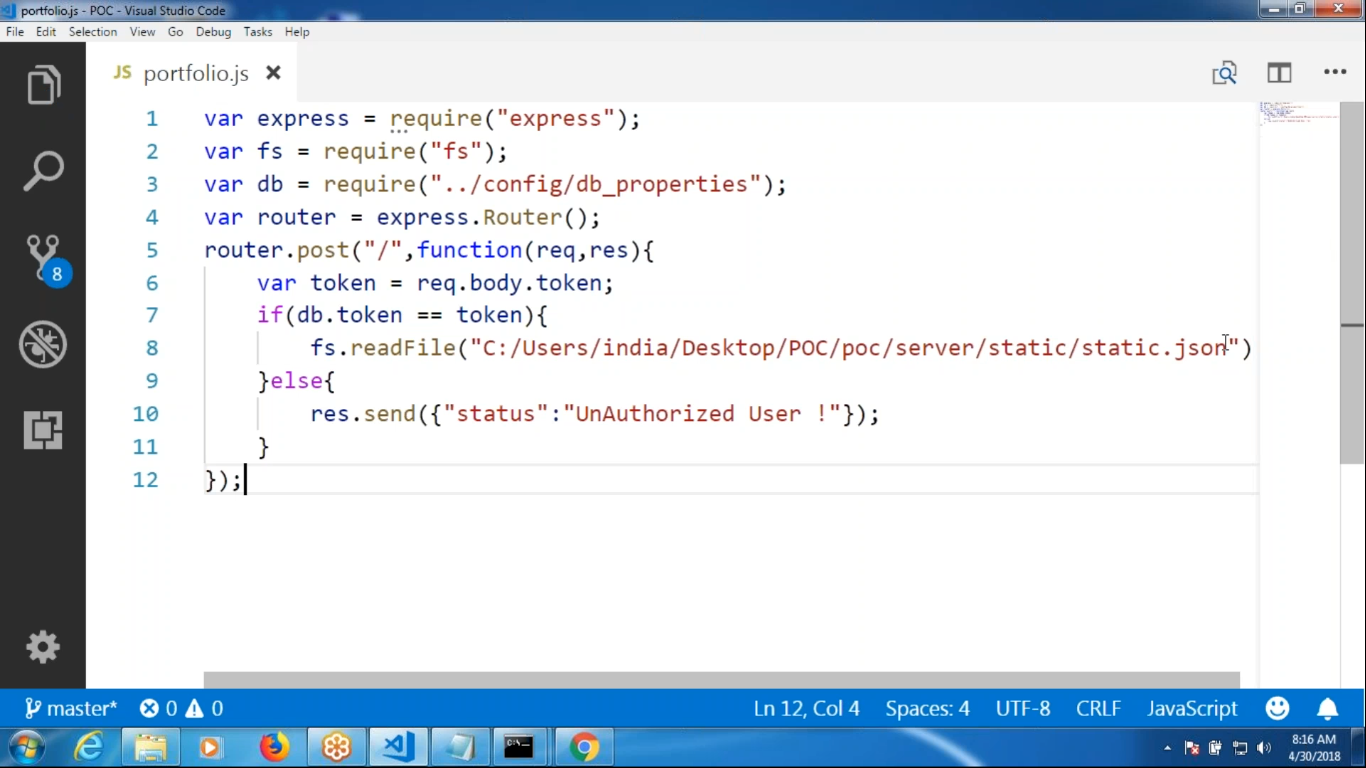 portfolio.js - POC - Visual Studio Code
File Edit Selection View Go Debug Tasks Help
JS portfolio.js
1 var express = require("express");
2 var fs = require("fs");
3 var db = require("../config/db_properties");
4 var router = express.Router();
5 router.post("/",function(req,res){
6 var token = req.body.token;
7 if(db.token == token){
8 fs.readFile("C:/Users/india/Desktop/POC/poc/server/static/static.json")
9 }else{
10 res.send({"status":"UnAuthorized User !"});
11 }
12 });
8
master* 0 0 Ln 12, Col 4 Spaces: 4 UTF-8 CRLF JavaScript
8:16 AM
4/30/2018